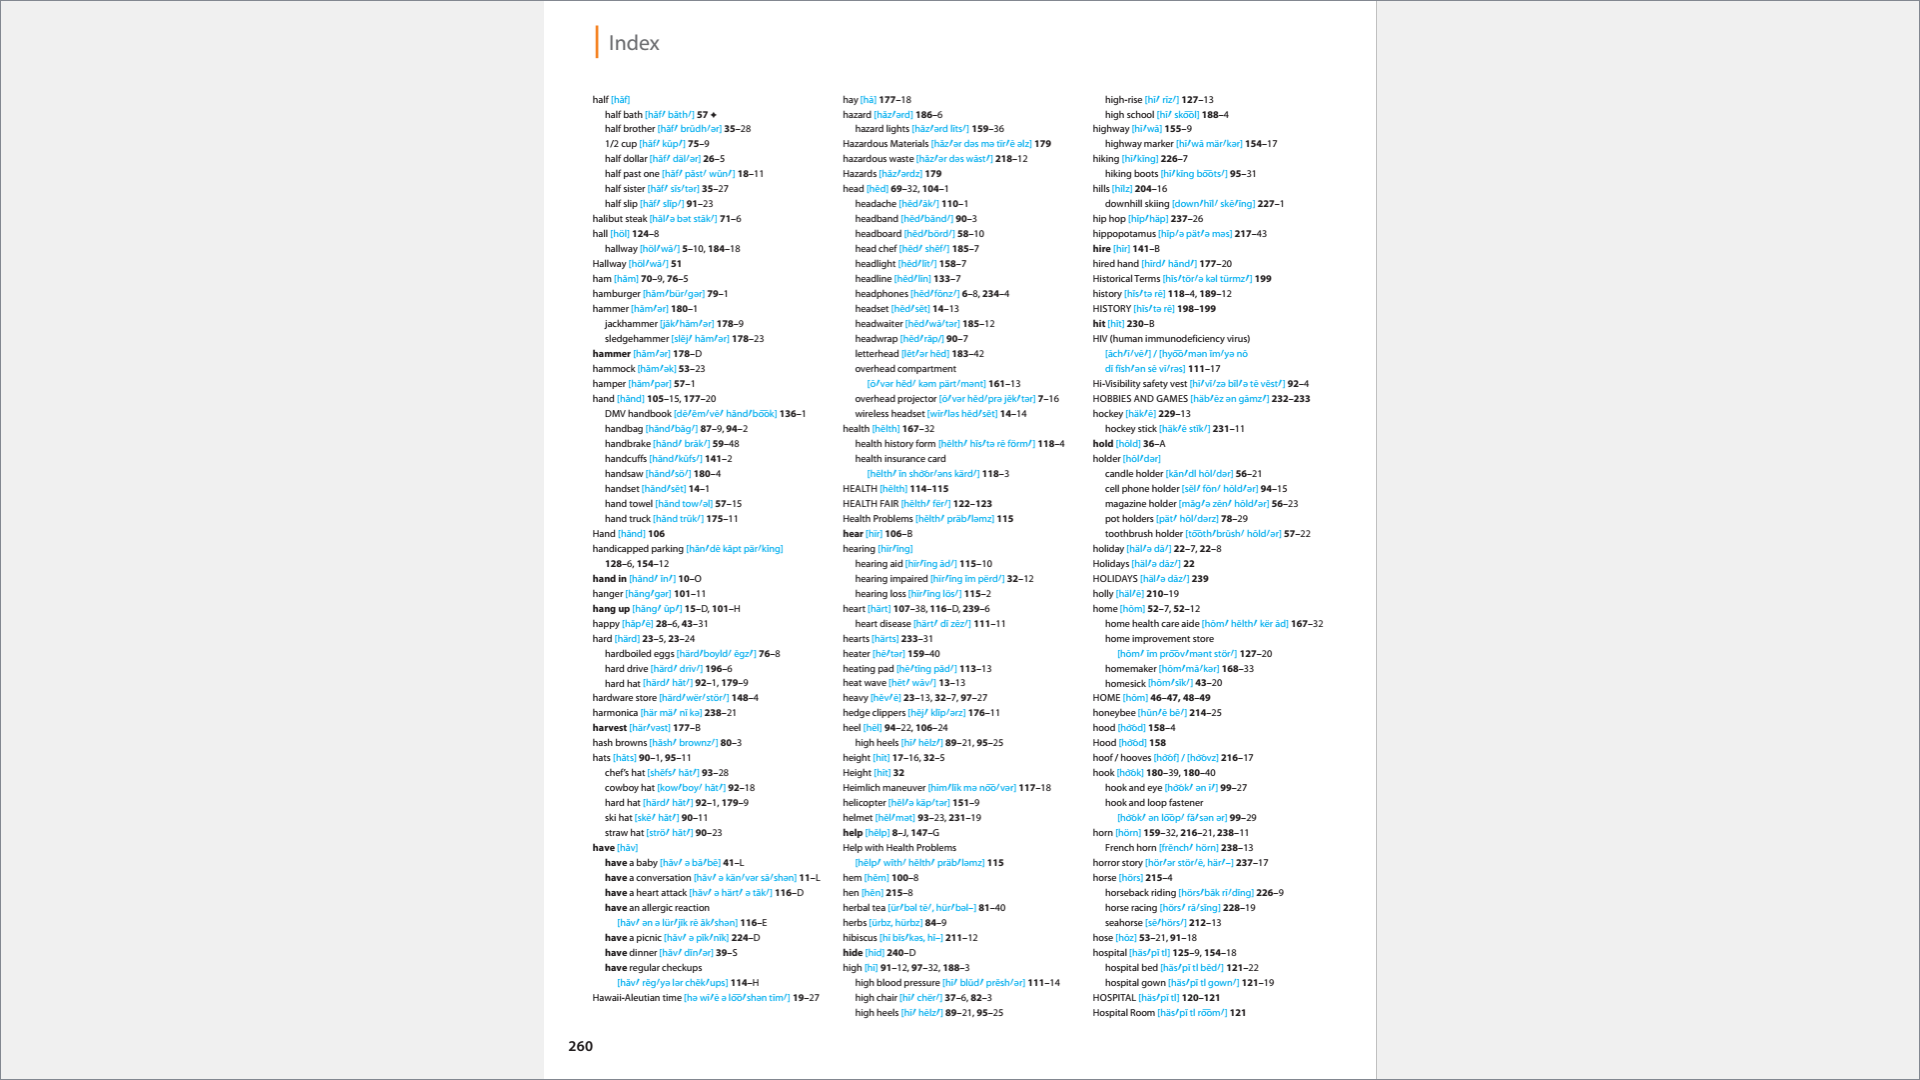 Index
half [hăf]
half bath [hăf′ băth′] 57 ✦
half brother [hăf′ brŭdh′ər] 35–28
1/2 cup [hăf′ kŭp′] 75–9
half dollar [hăf′ däl′ər] 26–5
half past one [hăf′ păst′ wŭn′] 18–11
half sister [hăf′ sĭs′tər] 35–27
half slip [hăf′ slĭp′] 91–23
halibut steak [hăl′ə bət stāk′] 71–6
hall [höl] 124–8
hallway [höl′wā′] 5–10, 184–18
Hallway [höl′wā′] 51
ham [hăm] 70–9, 76–5
hamburger [hăm′bür′gər] 79–1
hammer [hăm′ər] 180–1
jackhammer [jăk′hăm′ər] 178–9
sledgehammer [slĕj′ hăm′ər] 178–23
hammer [hăm′ər] 178–D
hammock [hăm′ək] 53–23
hamper [hăm′pər] 57–1
hand [hănd] 105–15, 177–20
DMV handbook [dē′ĕm′vē′ hănd′bo͝ok] 136–1
handbag [hănd′băg′] 87–9, 94–2
handbrake [hănd′ brāk′] 59–48
handcuffs [hănd′kŭfs′] 141–2
handsaw [hănd′sö′] 180–4
handset [hănd′sĕt] 14–1
hand towel [hănd tow′əl] 57–15
hand truck [hănd trŭk′] 175–11
Hand [hănd] 106
handicapped parking [hăn′dē kăpt pär′kĭng]
128–6, 154–12
hand in [hănd′ ĭn′] 10–O
hanger [hăng′gər] 101–11
hang up [hăng′ ŭp′] 15–D, 101–H
happy [hăp′ē] 28–6, 43–31
hard [härd] 23–5, 23–24
hardboiled eggs [härd′boyld′ ĕgz′] 76–8
hard drive [härd′ drīv′] 196–6
hard hat [härd′ hăt′] 92–1, 179–9
hardware store [härd′wër′stör′] 148–4
harmonica [här mä′ nĭ kə] 238–21
harvest [här′vəst] 177–B
hash browns [hăsh′ brownz′] 80–3
hats [hăts] 90–1, 95–11
chef's hat [shĕfs′ hăt′] 93–28
cowboy hat [kow′boy′ hăt′] 92–18
hard hat [härd′ hăt′] 92–1, 179–9
ski hat [skē′ hăt′] 90–11
straw hat [strö′ hăt′] 90–23
have [hăv]
have a baby [hăv′ ə bā′bē] 41–L
have a conversation [hăv′ ə kän′vər sā′shən] 11–L
have a heart attack [hăv′ ə härt′ ə tăk′] 116–D
have an allergic reaction
[hăv′ ən ə lür′jĭk rē ăk′shən] 116–E
have a picnic [hăv′ ə pĭk′nĭk] 224–D
have dinner [hăv′ dĭn′ər] 39–S
have regular checkups
[hăv′ rĕg′yə lər chĕk′ups] 114–H
Hawaii-Aleutian time [hə wī′ē ə lo͞o′shən tīm′] 19–27
hay [hā] 177–18
hazard [hăz′ərd] 186–6
hazard lights [hăz′ərd līts′] 159–36
Hazardous Materials [hăz′ər dəs mə tïr′ē əlz] 179
hazardous waste [hăz′ər dəs wāst′] 218–12
Hazards [hăz′ərdz] 179
head [hĕd] 69–32, 104–1
headache [hĕd′āk′] 110–1
headband [hĕd′bănd′] 90–3
headboard [hĕd′börd′] 58–10
head chef [hĕd′ shĕf′] 185–7
headlight [hĕd′līt′] 158–7
headline [hĕd′līn] 133–7
headphones [hĕd′fōnz′] 6–8, 234–4
headset [hĕd′sĕt] 14–13
headwaiter [hĕd′wā′tər] 185–12
headwrap [hĕd′răp/] 90–7
letterhead [lĕt′ər hĕd] 183–42
overhead compartment
[ō′vər hĕd′ kəm pärt′mənt] 161–13
overhead projector [ō′vər hĕd′prə jĕk′tər] 7–16
wireless headset [wïr′ləs hĕd′sĕt] 14–14
health [hĕlth] 167–32
health history form [hĕlth′ hĭs′tə rē förm′] 118–4
health insurance card
[hĕlth′ ĭn sho͝or′əns kärd′] 118–3
HEALTH [hĕlth] 114–115
HEALTH FAIR [hĕlth′ fër′] 122–123
Health Problems [hĕlth′ präb′ləmz] 115
hear [hïr] 106–B
hearing [hïr′ĭng]
hearing aid [hïr′ĭng ād′] 115–10
hearing impaired [hïr′ĭng ĭm përd′] 32–12
hearing loss [hïr′ĭng lös′] 115–2
heart [härt] 107–38, 116–D, 239–6
heart disease [härt′ dĭ zēz′] 111–11
hearts [härts] 233–31
heater [hē′tər] 159–40
heating pad [hē′tĭng păd′] 113–13
heat wave [hēt′ wāv′] 13–13
heavy [hĕv′ē] 23–13, 32–7, 97–27
hedge clippers [hĕj′ klĭp′ərz] 176–11
heel [hēl] 94–22, 106–24
high heels [hī′ hēlz′] 89–21, 95–25
height [hīt] 17–16, 32–5
Height [hīt] 32
Heimlich maneuver [hīm′lĭk mə no͞o′vər] 117–18
helicopter [hĕl′ə käp′tər] 151–9
helmet [hĕl′mət] 93–23, 231–19
help [hĕlp] 8–J, 147–G
Help with Health Problems
[hĕlp′ wĭth′ hĕlth′ präb′ləmz] 115
hem [hĕm] 100–8
hen [hĕn] 215–8
herbal tea [ür′bəl tē′, hür′bəl–] 81–40
herbs [ürbz, hürbz] 84–9
hibiscus [hī bĭs′kəs, hĭ–] 211–12
hide [hīd] 240–D
high [hī] 91–12, 97–32, 188–3
high blood pressure [hī′ blŭd′ prĕsh′ər] 111–14
high chair [hī′ chër′] 37–6, 82–3
high heels [hī′ hēlz′] 89–21, 95–25
high-rise [hī′ rīz′] 127–13
high school [hī′ sko͞ol] 188–4
highway [hī′wā] 155–9
highway marker [hī′wā mär′kər] 154–17
hiking [hī′kĭng] 226–7
hiking boots [hī′kĭng bo͞ots′] 95–31
hills [hĭlz] 204–16
downhill skiing [down′hĭl′ skē′ĭng] 227–1
hip hop [hĭp′häp] 237–26
hippopotamus [hĭp′ə pät′ə məs] 217–43
hire [hīr] 141–B
hired hand [hīrd′ hănd′] 177–20
Historical Terms [hĭs′tör′ə kəl türmz′] 199
history [hĭs′tə rē] 118–4, 189–12
HISTORY [hĭs′tə rē] 198–199
hit [hĭt] 230–B
HIV (human immunodeficiency virus)
[āch′ī′vē′] / [hyo͞o′mən ĭm′yə nō
dĭ fĭsh′ən sē vī′rəs] 111–17
Hi-Visibility safety vest [hī′vĭ′zə bĭl′ə tē vĕst′] 92–4
HOBBIES AND GAMES [häb′ēz ən gāmz′] 232–233
hockey [häk′ē] 229–13
hockey stick [häk′ē stĭk′] 231–11
hold [hōld] 36–A
holder [hōl′dər]
candle holder [kăn′dl hōl′dər] 56–21
cell phone holder [sĕl′ fōn′ hōld′ər] 94–15
magazine holder [măg′ə zēn′ hōld′ər] 56–23
pot holders [pät′ hōl′dərz] 78–29
toothbrush holder [to͞oth′brŭsh′ hōld′ər] 57–22
holiday [häl′ə dā′] 22–7, 22–8
Holidays [häl′ə dāz′] 22
HOLIDAYS [häl′ə dāz′] 239
holly [häl′ē] 210–19
home [hōm] 52–7, 52–12
home health care aide [hōm′ hĕlth′ kër ād] 167–32
home improvement store
[hōm′ ĭm pro͞ov′mənt stör′] 127–20
homemaker [hōm′mā′kər] 168–33
homesick [hōm′sĭk′] 43–20
HOME [hōm] 46–47, 48–49
honeybee [hŭn′ē bē′] 214–25
hood [ho͝od] 158–4
Hood [ho͝od] 158
hoof / hooves [ho͝of] / [ho͝ovz] 216–17
hook [ho͝ok] 180–39, 180–40
hook and eye [ho͝ok′ ən ī′] 99–27
hook and loop fastener
[ho͝ok′ ən lo͞op′ fă′sən ər] 99–29
horn [hörn] 159–32, 216–21, 238–11
French horn [frĕnch′ hörn] 238–13
horror story [hör′ər stör′ē, här′–] 237–17
horse [hörs] 215–4
horseback riding [hörs′băk rī′dĭng] 226–9
horse racing [hörs′ rā′sĭng] 228–19
seahorse [sē′hörs′] 212–13
hose [hōz] 53–21, 91–18
hospital [häs′pĭ tl] 125–9, 154–18
hospital bed [häs′pĭ tl bĕd′] 121–22
hospital gown [häs′pĭ tl gown′] 121–19
HOSPITAL [häs′pĭ tl] 120–121
Hospital Room [häs′pĭ tl ro͞om′] 121
260